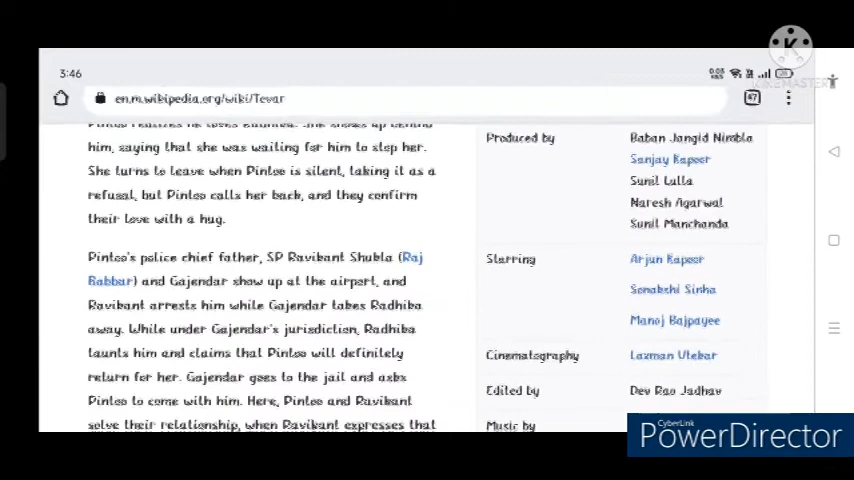 3:46
0.05
KB/S
28
K
KINEMASTER
en.m.wikipedia.org/wiki/Tevar
47
him, saying that she was waiting for him to stop her.
She turns to leave when Pintoo is silent, taking it as a
refusal, but Pintoo calls her back, and they confirm
their love with a hug.
Pintoo's police chief father, SP Ravikant Shukla (Raj
Babbar) and Gajendar show up at the airport, and
Ravikant arrests him while Gajendar takes Radhika
away. While under Gajendar's jurisdiction, Radhika
taunts him and claims that Pintoo will definitely
return for her. Gajendar goes to the jail and asks
Pintoo to come with him. Here, Pintoo and Ravikant
solve their relationship, when Ravikant expresses that
Produced by
Baban Jangid Nimbla
Sanjay Kapoor
Sunil Lulla
Naresh Agarwal
Sunil Manchanda
Starring
Arjun Kapoor
Sonakshi Sinha
Manoj Bajpayee
Cinematography
Laxman Utekar
Edited by
Dev Rao Jadhav
Music by
CyberLink
PowerDirector